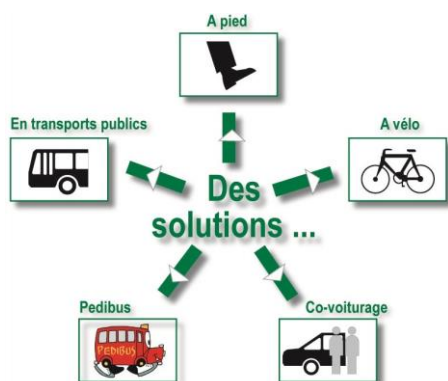 A pied
En transports publics
A vélo
Des
solutions ...
Pedibus
Co-voiturage
PEDIBUS